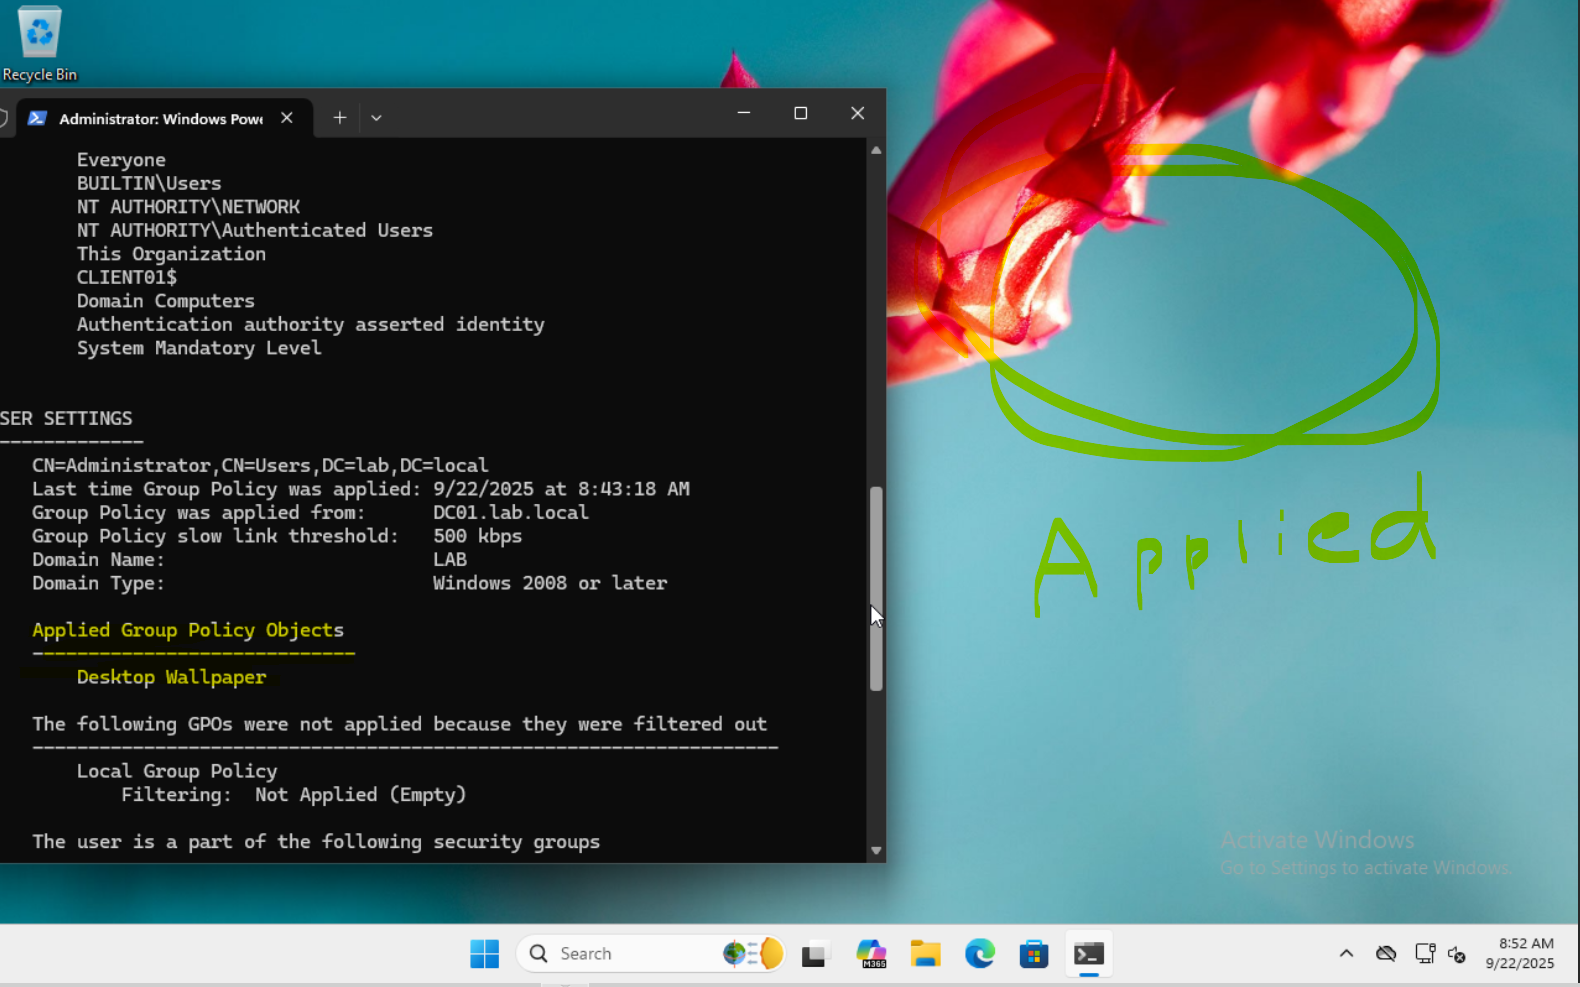 Recycle Bin
Administrator: Windows Powe
Everyone
BUILTIN\Users
NT AUTHORITY\NETWORK
NT AUTHORITY\Authenticated Users
This Organization
CLIENT01$
Domain Computers
Authentication authority asserted identity
System Mandatory Level
SER SETTINGS
-------------
CN=Administrator,CN=Users,DC=lab,DC=local
Last time Group Policy was applied: 9/22/2025 at 8:43:18 AM
Group Policy was applied from: DC01.lab.local
Group Policy slow link threshold: 500 kbps
Domain Name: LAB
Domain Type: Windows 2008 or later
Applied Group Policy Objects
-----------------------------
Desktop Wallpaper
The following GPOs were not applied because they were filtered out
-------------------------------------------------------------------
Local Group Policy
Filtering: Not Applied (Empty)
The user is a part of the following security groups
Applied
Activate Windows
Go to Settings to activate Windows.
Search
M365
8:52 AM
9/22/2025